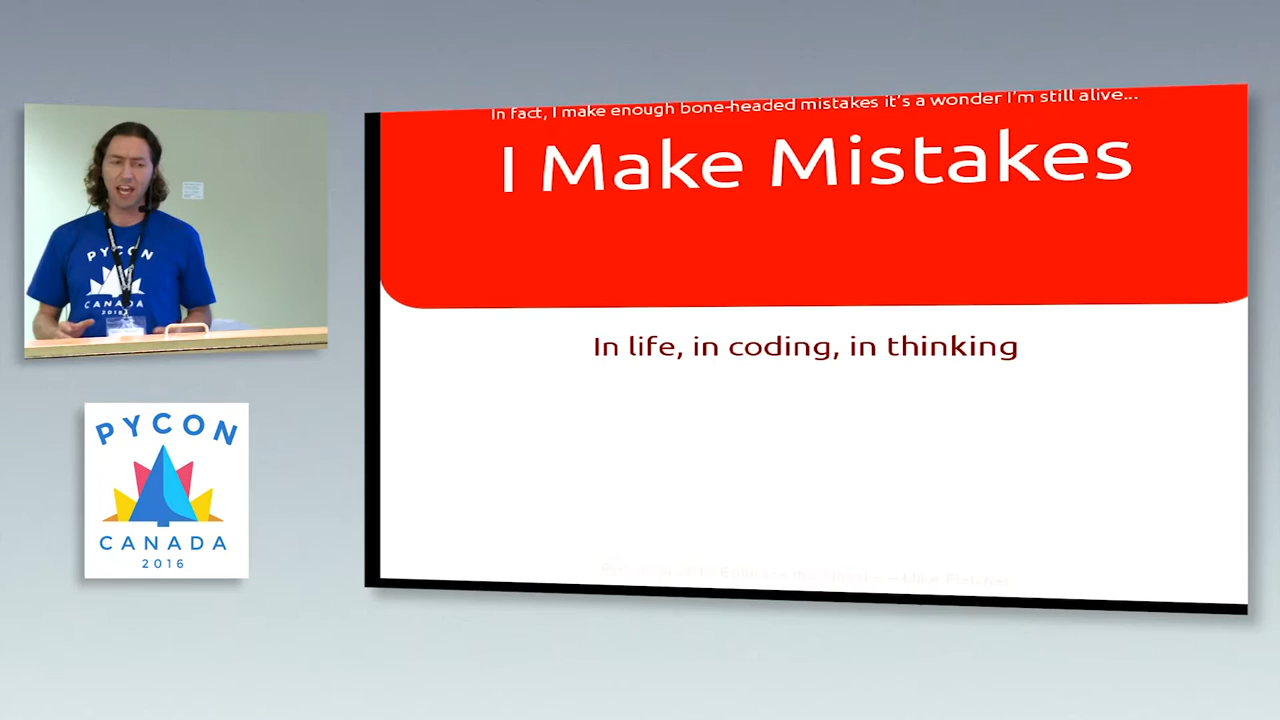 In fact, I make enough bone-headed mistakes it's a wonder I'm still alive...
I Make Mistakes
In life, in coding, in thinking
PYCON
CANADA
2016
PYCON
CANADA
2016